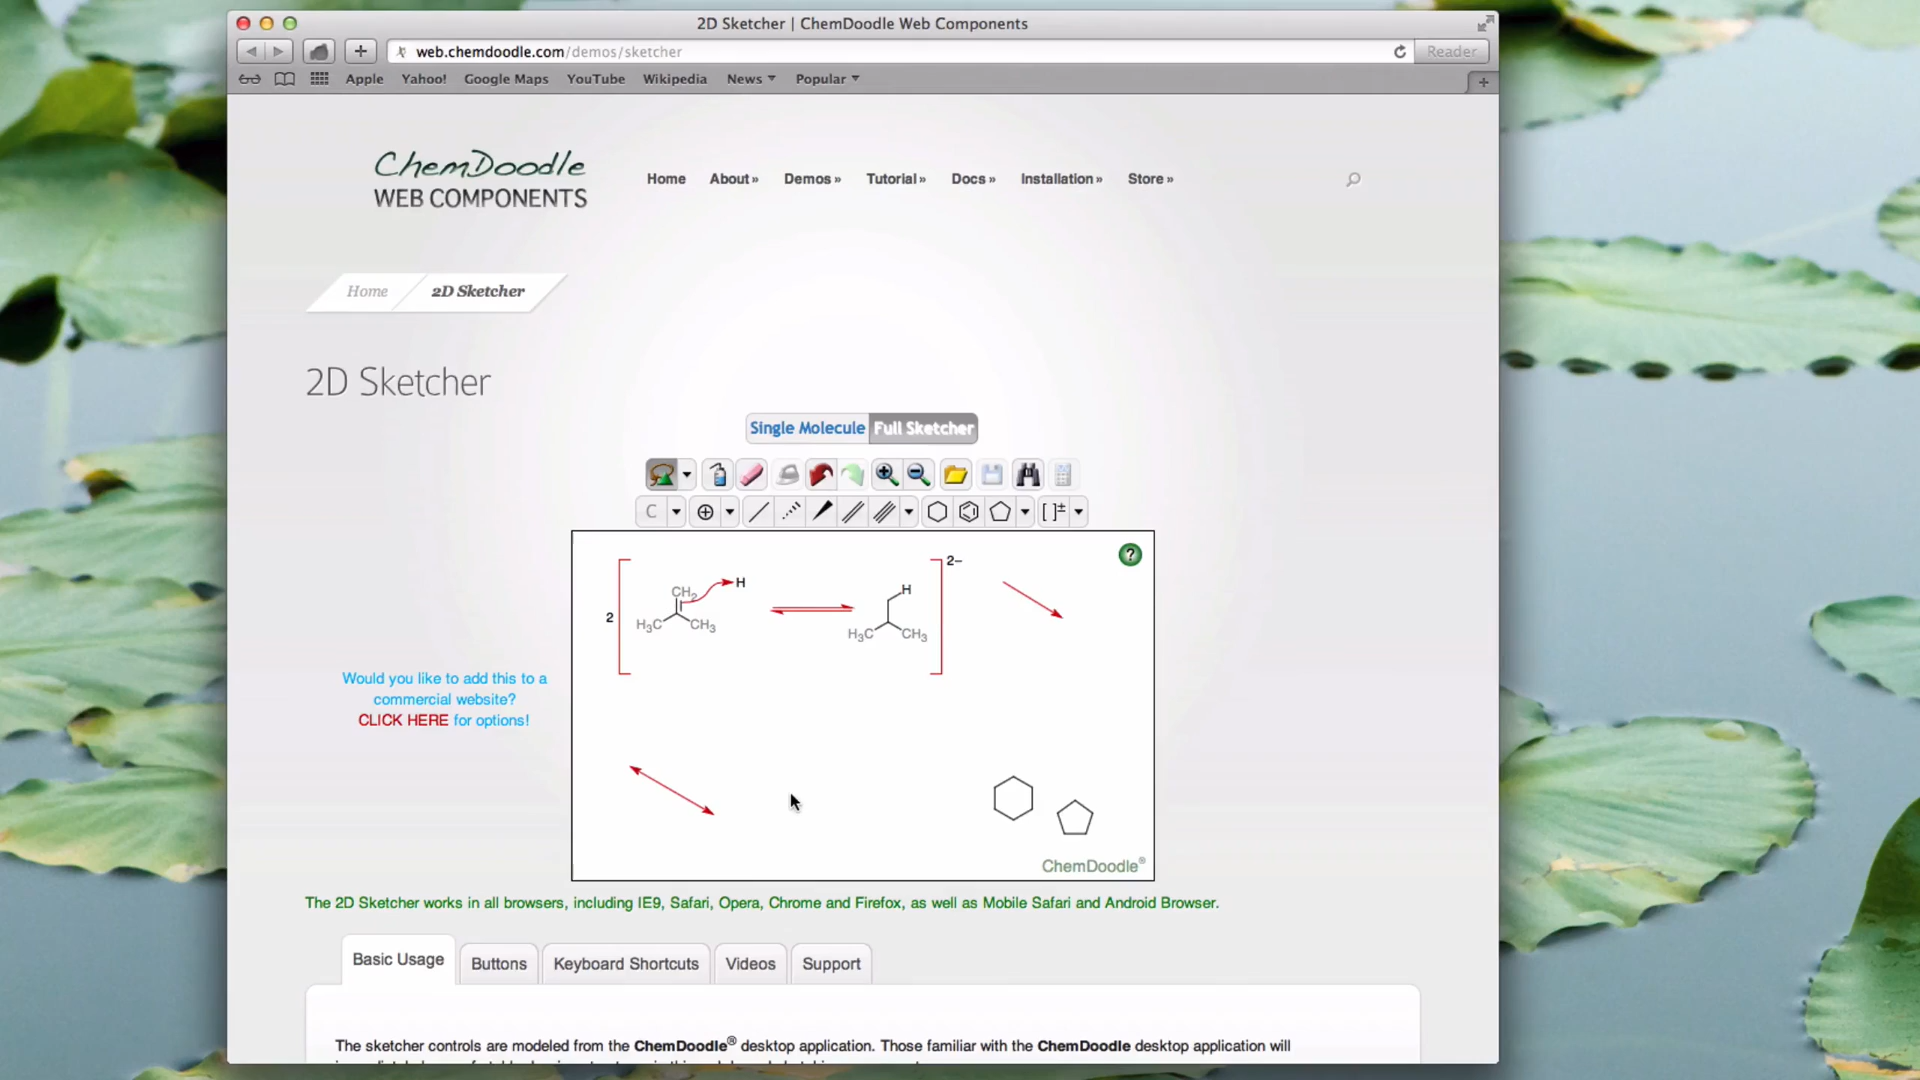 2D Sketcher | ChemDoodle Web Components
web.chemdoodle.com/demos/sketcher
Reader
Apple Yahoo! Google Maps YouTube Wikipedia News Popular
ChemDoodle
WEB COMPONENTS
Home About» Demos» Tutorial» Docs» Installation» Store»
Home 2D Sketcher
2D Sketcher
Single Molecule Full Sketcher
C [ ]±
2–
?
CH2 H
H
2
H3C CH3
H3C CH3
Would you like to add this to a
commercial website?
CLICK HERE for options!
ChemDoodle®
The 2D Sketcher works in all browsers, including IE9, Safari, Opera, Chrome and Firefox, as well as Mobile Safari and Android Browser.
Basic Usage Buttons Keyboard Shortcuts Videos Support
The sketcher controls are modeled from the ChemDoodle® desktop application. Those familiar with the ChemDoodle desktop application will